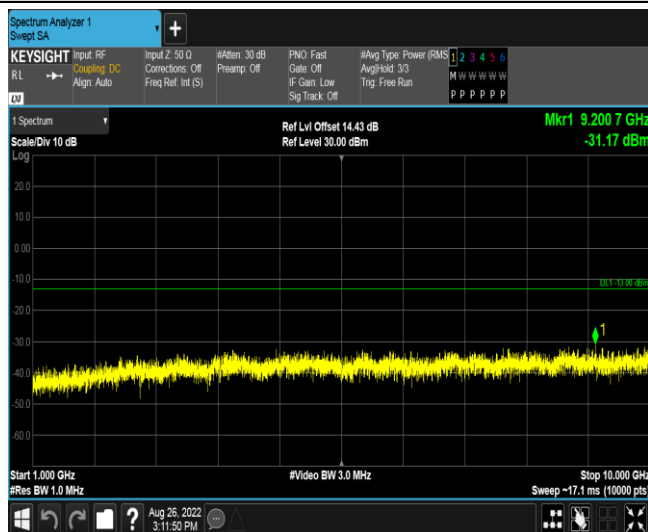 Spectrum Analyzer 1
Swept SA
+
KEYSIGHT
RL
LXI
Input: RF
Coupling: DC
Align: Auto
Input Z: 50 Ω
Corrections: Off
Freq Ref: Int (S)
#Atten: 30 dB
Preamp: Off
PNO: Fast
Gate: Off
IF Gain: Low
Sig Track: Off
#Avg Type: Power (RMS
Avg|Hold: 3/3
Trig: Free Run
1 2 3 4 5 6
M W W W W W
P P P P P P
1 Spectrum
Scale/Div 10 dB
Ref Lvl Offset 14.43 dB
Ref Level 30.00 dBm
Mkr1 9.200 7 GHz
-31.17 dBm
Log
20.0
10.0
0.00
-10.0
DL1 -13.00 dBm
-20.0
1
-30.0
-40.0
-50.0
-60.0
Start 1.000 GHz
#Video BW 3.0 MHz
Stop 10.000 GHz
#Res BW 1.0 MHz
Sweep ~17.1 ms (10000 pts)
?
Aug 26, 2022
3:11:50 PM